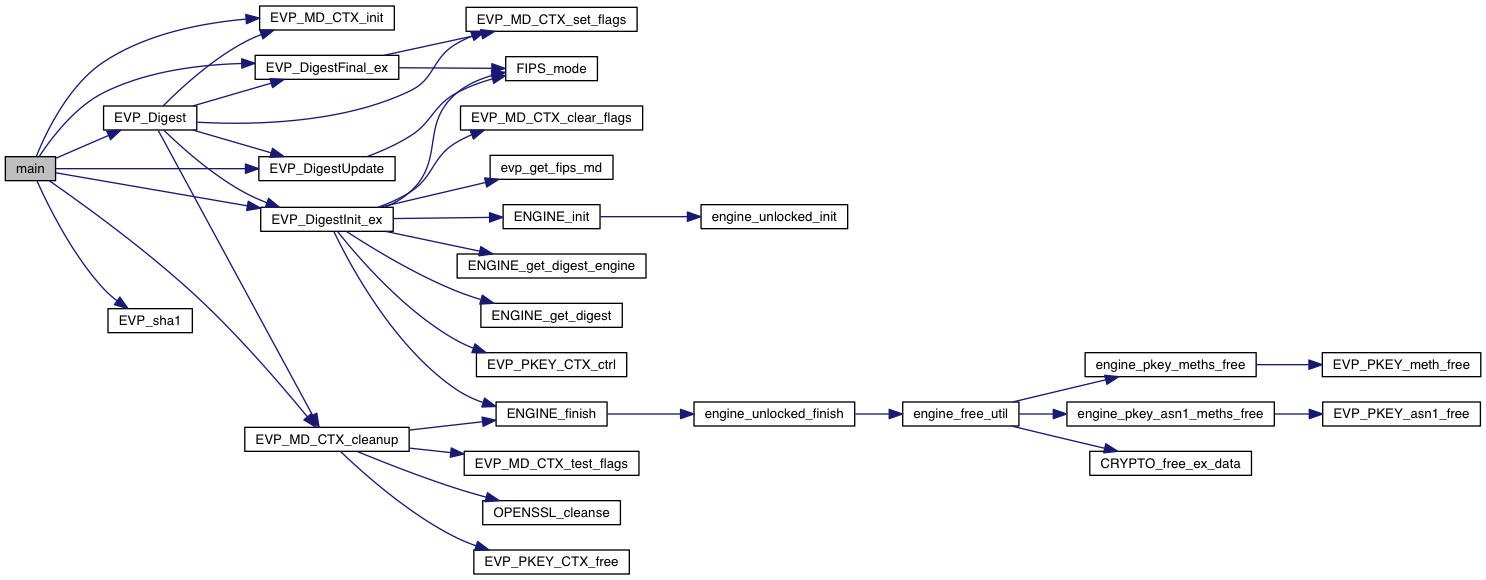 EVP_MD_CTX_init
EVP_MD_CTX_set_flags
EVP_DigestFinal_ex
FIPS_mode
EVP_Digest
EVP_MD_CTX_clear_flags
main
EVP_DigestUpdate
evp_get_fips_md
EVP_DigestInit_ex
ENGINE_init
engine_unlocked_init
ENGINE_get_digest_engine
EVP_sha1
ENGINE_get_digest
EVP_PKEY_CTX_ctrl
engine_pkey_meths_free
EVP_PKEY_meth_free
ENGINE_finish
engine_unlocked_finish
engine_free_util
engine_pkey_asn1_meths_free
EVP_PKEY_asn1_free
EVP_MD_CTX_cleanup
EVP_MD_CTX_test_flags
CRYPTO_free_ex_data
OPENSSL_cleanse
EVP_PKEY_CTX_free